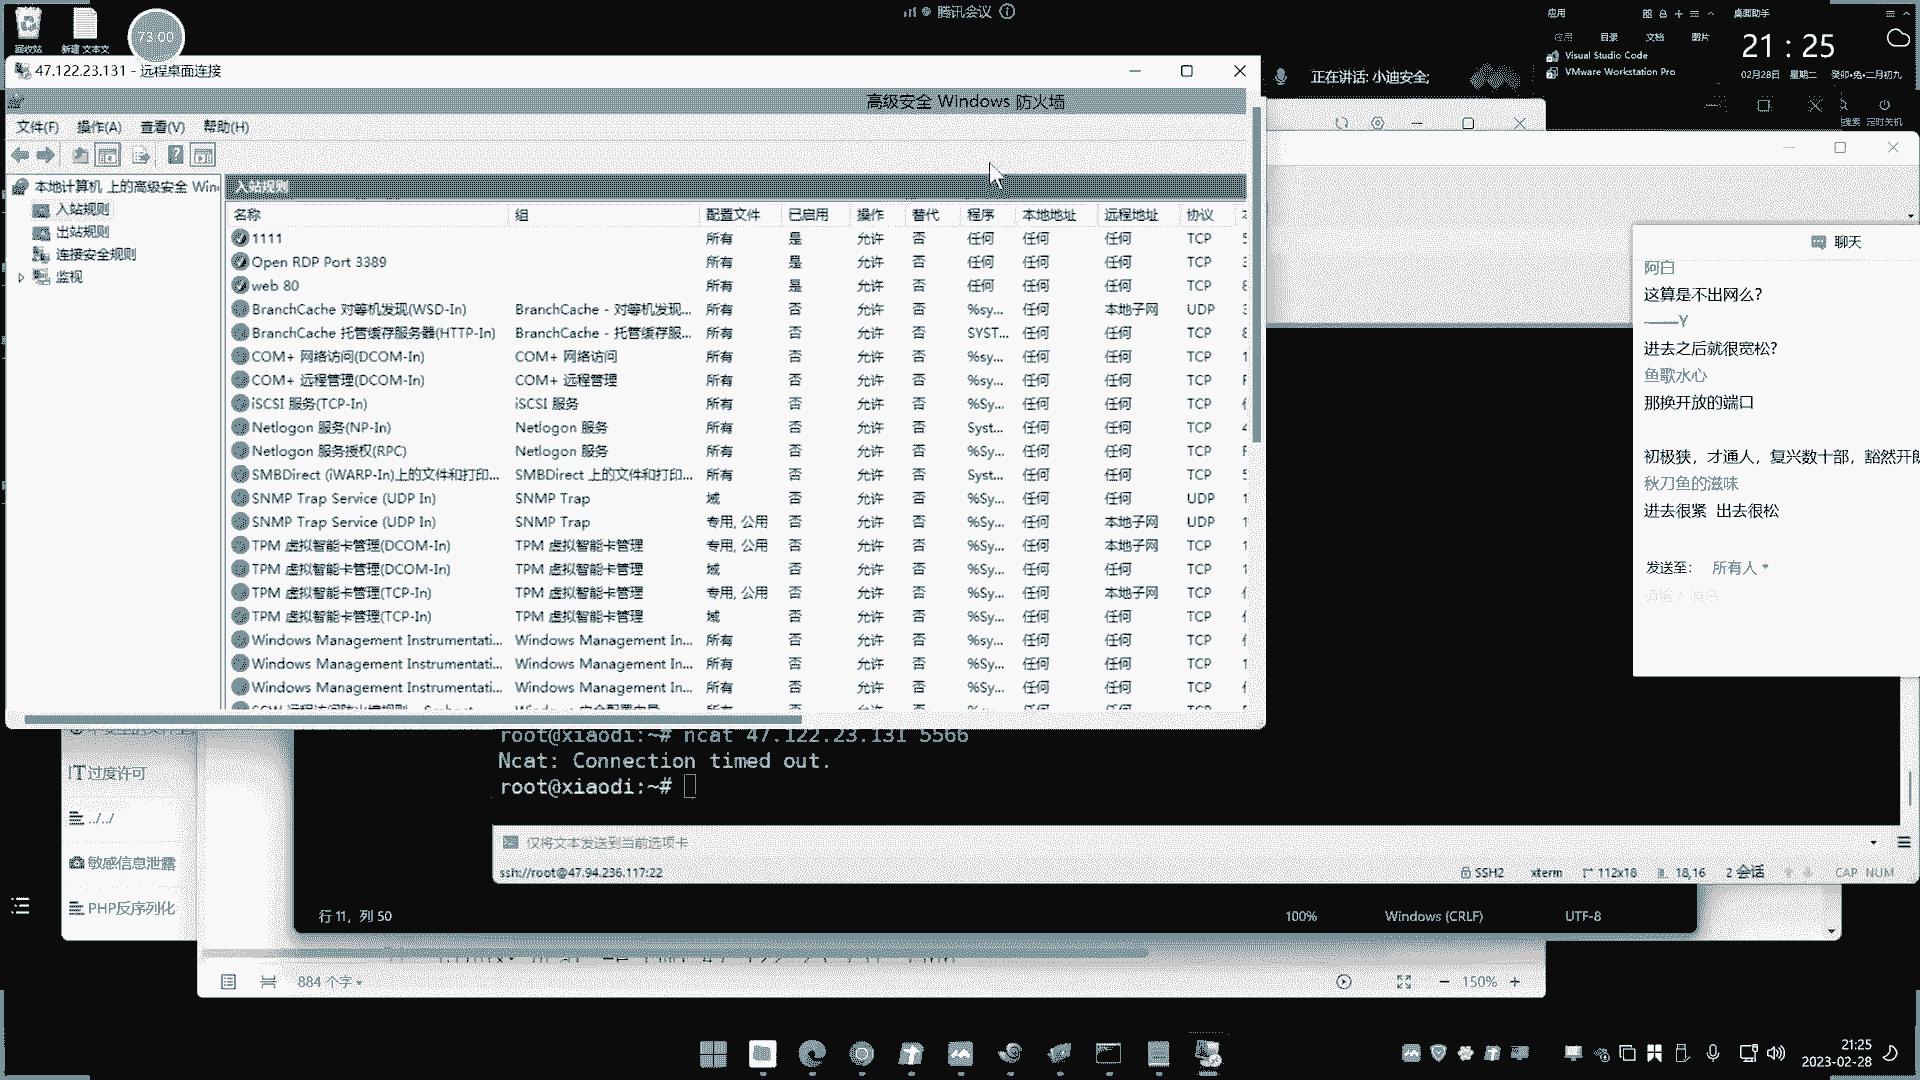 腾讯会议
回收站
新建 文本文
73:00
应用
桌面助手
应用 目录 文档 图片
Visual Studio Code
VMware Workstation Pro
21 : 25
02月28日 星期二 癸卯•兔•二月初九
正在讲话: 小迪安全;
定时关机
47.122.23.131 - 远程桌面连接
高级安全 Windows 防火墙
文件(F) 操作(A) 查看(V) 帮助(H)
本地计算机 上的高级安全 Win
入站规则
出站规则
连接安全规则
监视
入站规则
名称 组 配置文件 已启用 操作 替代 程序 本地地址 远程地址 协议
1111 所有 是 允许 否 任何 任何 任何 TCP
Open RDP Port 3389 所有 是 允许 否 任何 任何 任何 TCP
web 80 所有 是 允许 否 任何 任何 任何 TCP
BranchCache 对等机发现(WSD-In) BranchCache - 对等机发现... 所有 否 允许 否 %sy... 任何 本地子网 UDP
BranchCache 托管缓存服务器(HTTP-In) BranchCache - 托管缓存服... 所有 否 允许 否 SYST... 任何 任何 TCP
COM+ 网络访问(DCOM-In) COM+ 网络访问 所有 否 允许 否 %sy... 任何 任何 TCP
COM+ 远程管理(DCOM-In) COM+ 远程管理 所有 否 允许 否 %sy... 任何 任何 TCP
iSCSI 服务(TCP-In) iSCSI 服务 所有 否 允许 否 %Sy... 任何 任何 TCP
Netlogon 服务(NP-In) Netlogon 服务 所有 否 允许 否 Syst... 任何 任何 TCP
Netlogon 服务授权(RPC) Netlogon 服务 所有 否 允许 否 %Sy... 任何 任何 TCP
SMBDirect (iWARP-In)上的文件和打印... SMBDirect 上的文件和打印... 所有 否 允许 否 Syst... 任何 任何 TCP
SNMP Trap Service (UDP In) SNMP Trap 域 否 允许 否 %Sy... 任何 任何 UDP
SNMP Trap Service (UDP In) SNMP Trap 专用, 公用 否 允许 否 %Sy... 任何 本地子网 UDP
TPM 虚拟智能卡管理(DCOM-In) TPM 虚拟智能卡管理 专用, 公用 否 允许 否 %Sy... 任何 本地子网 TCP
TPM 虚拟智能卡管理(DCOM-In) TPM 虚拟智能卡管理 域 否 允许 否 %Sy... 任何 任何 TCP
TPM 虚拟智能卡管理(TCP-In) TPM 虚拟智能卡管理 专用, 公用 否 允许 否 %Sy... 任何 本地子网 TCP
TPM 虚拟智能卡管理(TCP-In) TPM 虚拟智能卡管理 域 否 允许 否 %Sy... 任何 任何 TCP
Windows Management Instrumentati... Windows Management In... 所有 否 允许 否 %sy... 任何 任何 TCP
Windows Management Instrumentati... Windows Management In... 所有 否 允许 否 %Sy... 任何 任何 TCP
Windows Management Instrumentati... Windows Management In... 所有 否 允许 否 %Sy... 任何 任何 TCP
聊天
阿白
这算是不出网么?
——Y
进去之后就很宽松?
鱼歌水心
那换开放的端口
初极狭，才通人，复兴数十部，豁然开朗
秋刀鱼的滋味
进去很紧 出去很松
发送至: 所有人
root@xiaodi:~# ncat 47.122.23.131 5566
Ncat: Connection timed out.
root@xiaodi:~#
过度许可
../../
敏感信息泄露
PHP反序列化
仅将文本发送到当前选项卡
ssh://root@47.94.236.117:22 SSH2 xterm 112x18 18,16 2 会话 CAP NUM
行 11, 列 50 100% Windows (CRLF) UTF-8
884 个字 150%
21:25
2023-02-28